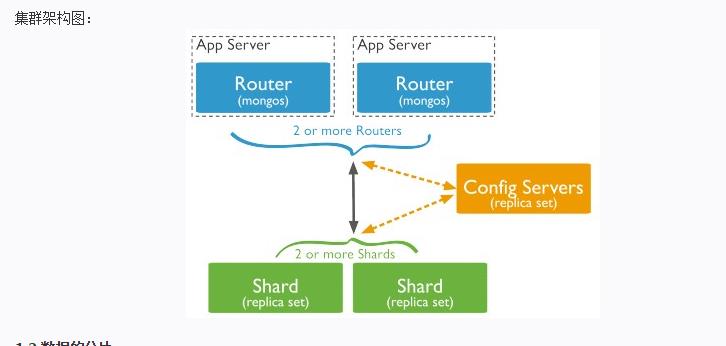 集群架构图：
App Server
App Server
Router
(mongos)
Router
(mongos)
2 or more Routers
Config Servers
(replica set)
2 or more Shards
Shard
(replica set)
Shard
(replica set)